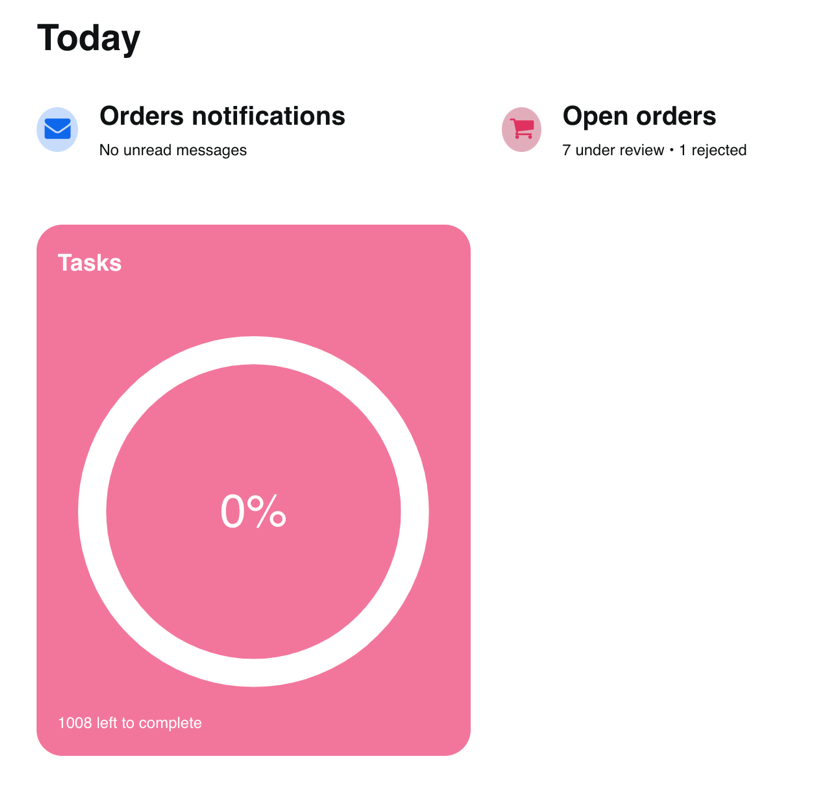 Today
Orders notifications
No unread messages
Open orders
7 under review • 1 rejected
Tasks
0%
1008 left to complete